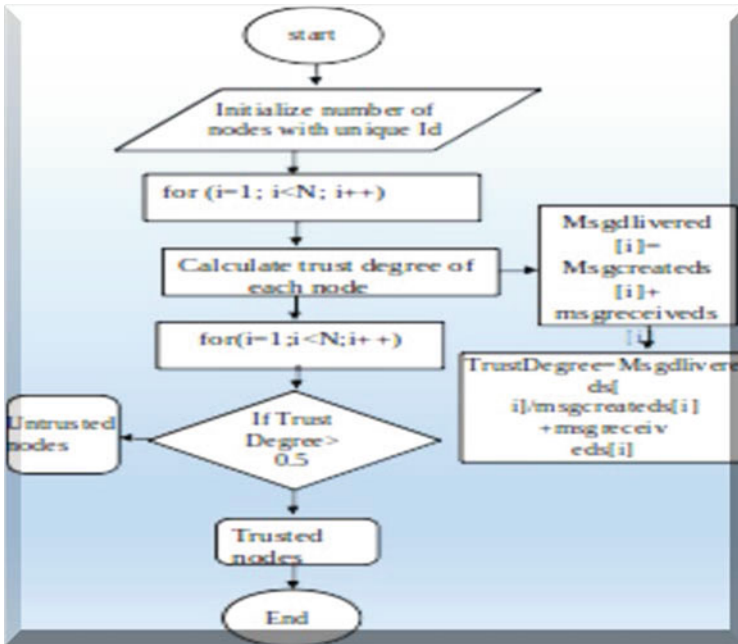 start
Initialize number of
nodes with unique Id
for (i=1; i<N; i++)
Calculate trust degree of
each node
Msgdlivered
[i]=
Msgcreateds
[i]+
msgreceiveds
[i]
TrustDegree=Msgdlivere
ds[
i]/msgcreateds[i]
+msgreceiv
eds[i]
for(i=1;i<N;i++)
If Trust
Degree>
0.5
Untrusted
nodes
Trusted
nodes
End